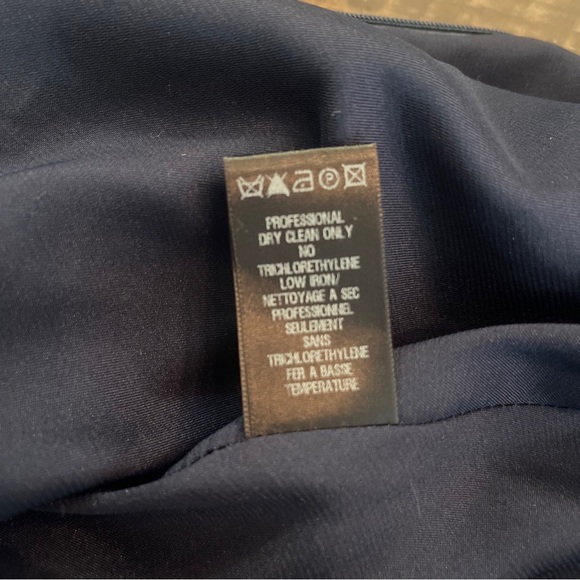 P
PROFESSIONAL
DRY CLEAN ONLY
NO
TRICHLORETHYLENE
LOW IRON/
NETTOYAGE A SEC
PROFESSIONNEL
SEULEMENT
SANS
TRICHLORETHYLENE
FER A BASSE
TEMPERATURE